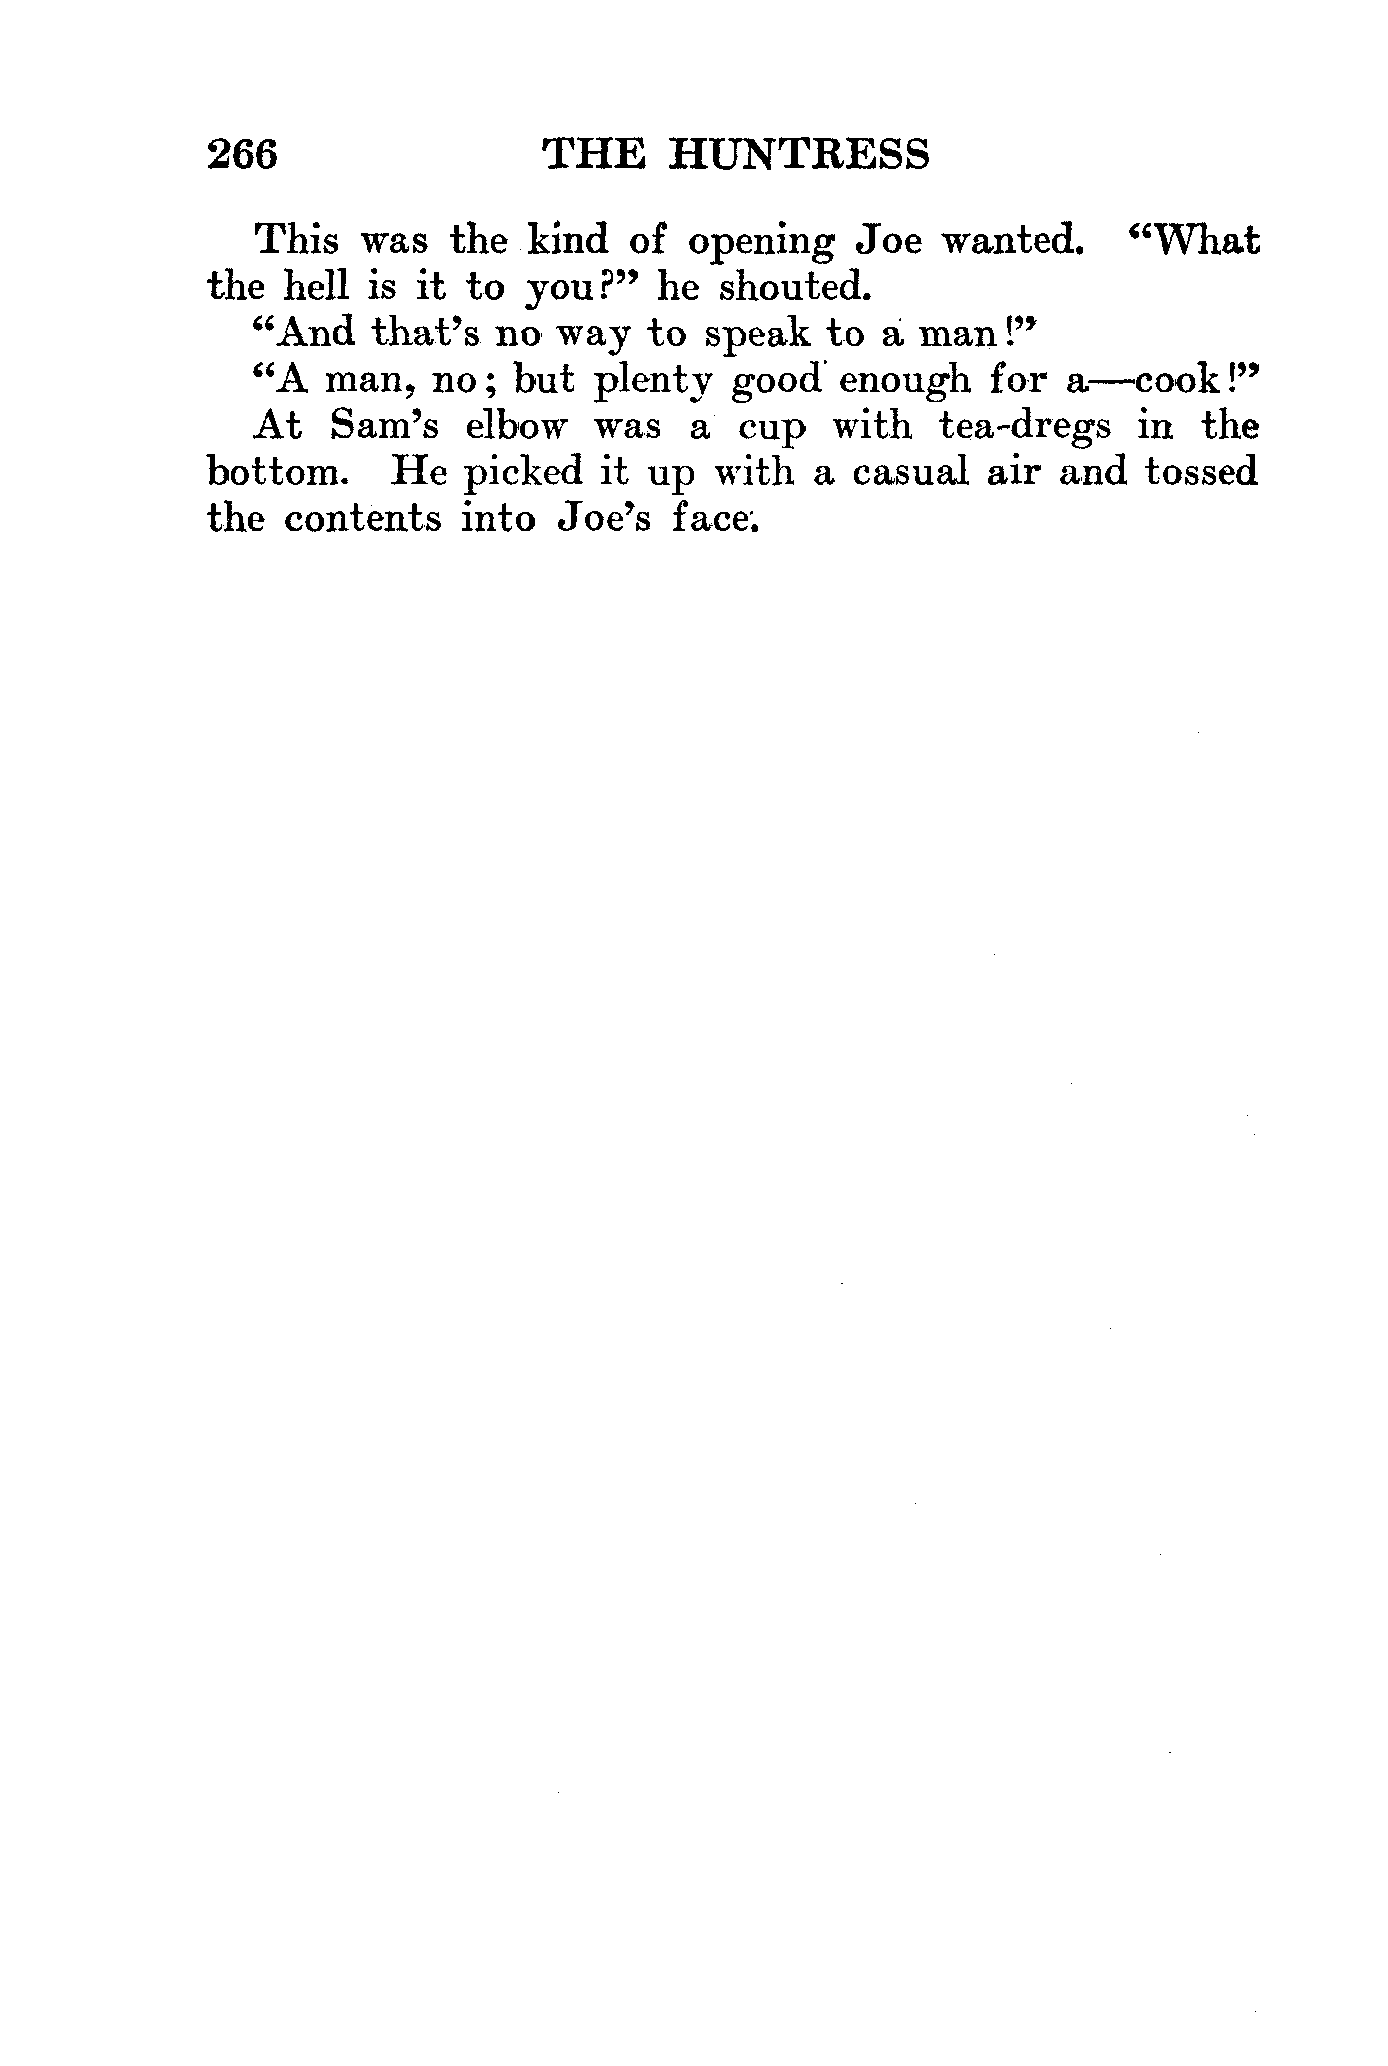 266 THE HUNTRESS
This was the kind of opening Joe wanted. “What
the hell is it to you?” he shouted.
“And that’s no way to speak to a man!”
“A man, no; but plenty good enough for a—cook!”
At Sam’s elbow was a cup with tea-dregs in the
bottom. He picked it up with a casual air and tossed
the contents into Joe’s face.